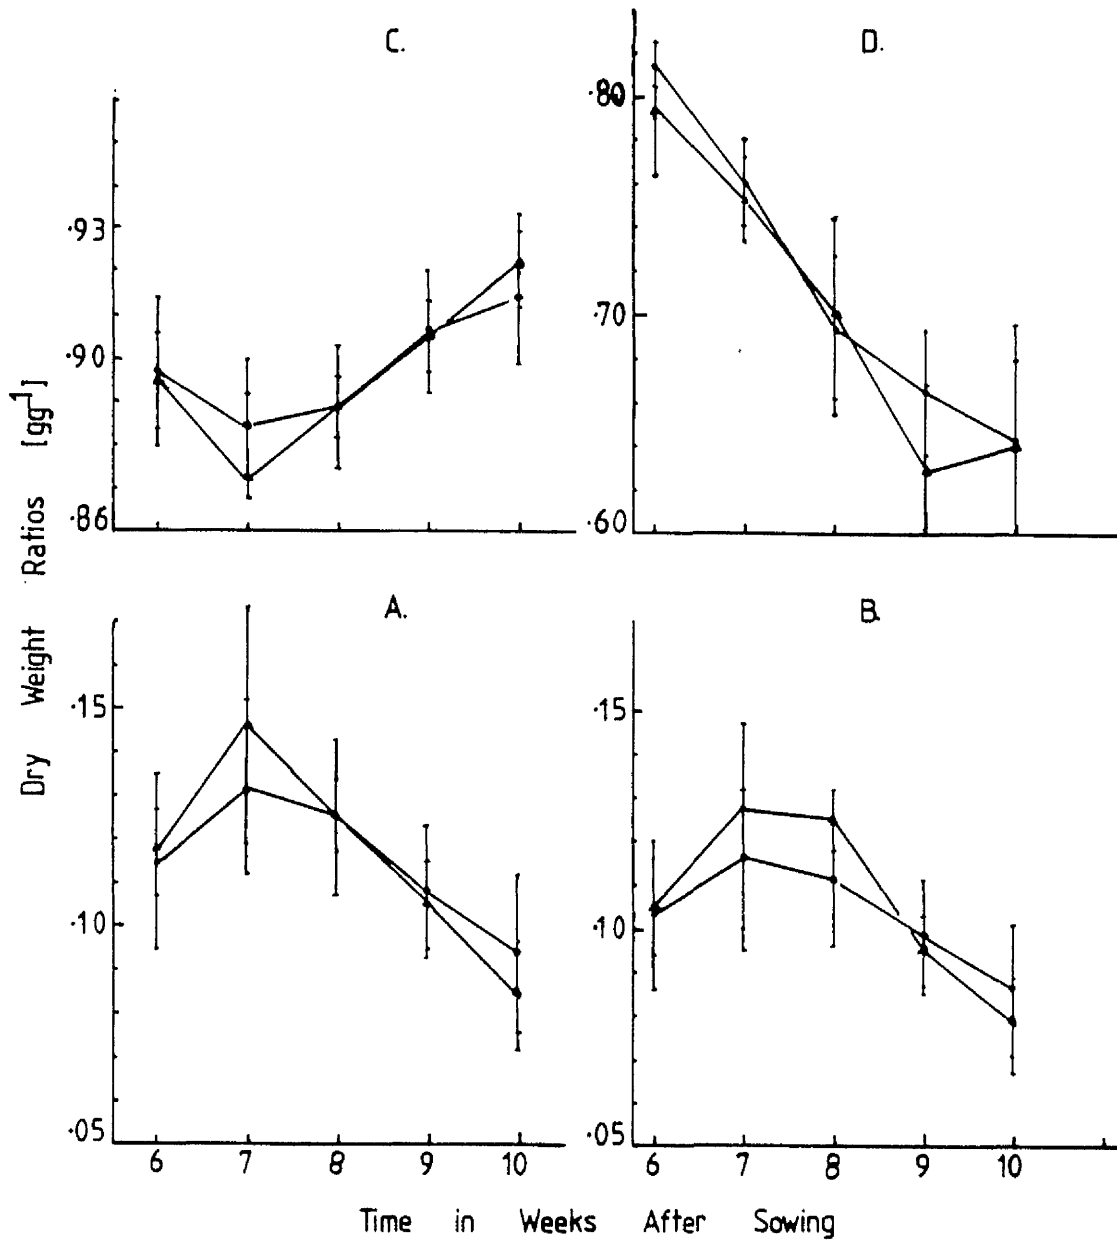 C.
D.
·93
·90
·86
·80
·70
·60
A.
B.
·15
·10
·05
·15
·10
·05
6 7 8 9 10
6 7 8 9 10
Dry Weight Ratios [gg⁻¹]
Time in Weeks After Sowing